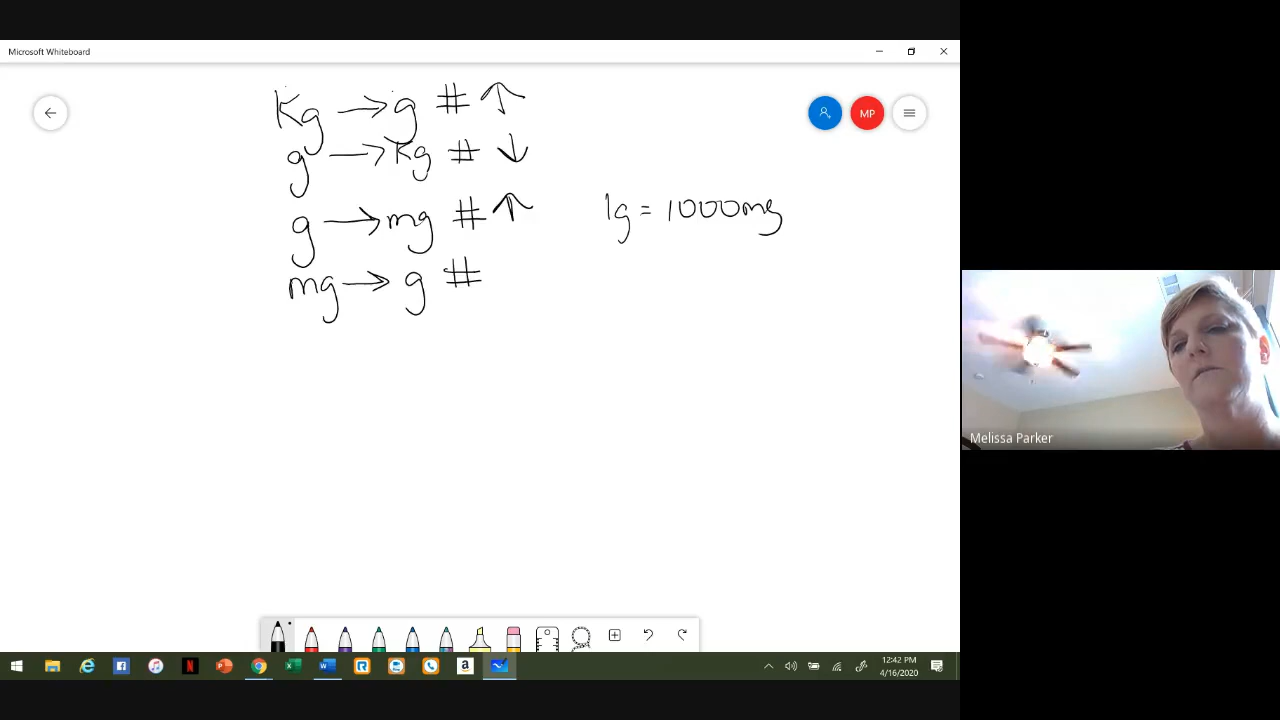 Microsoft Whiteboard
Kg → g # ↑
g → kg # ↓
g → mg # ↑
1g = 1000mg
mg → g #
MP
Melissa Parker
12:42 PM
4/16/2020